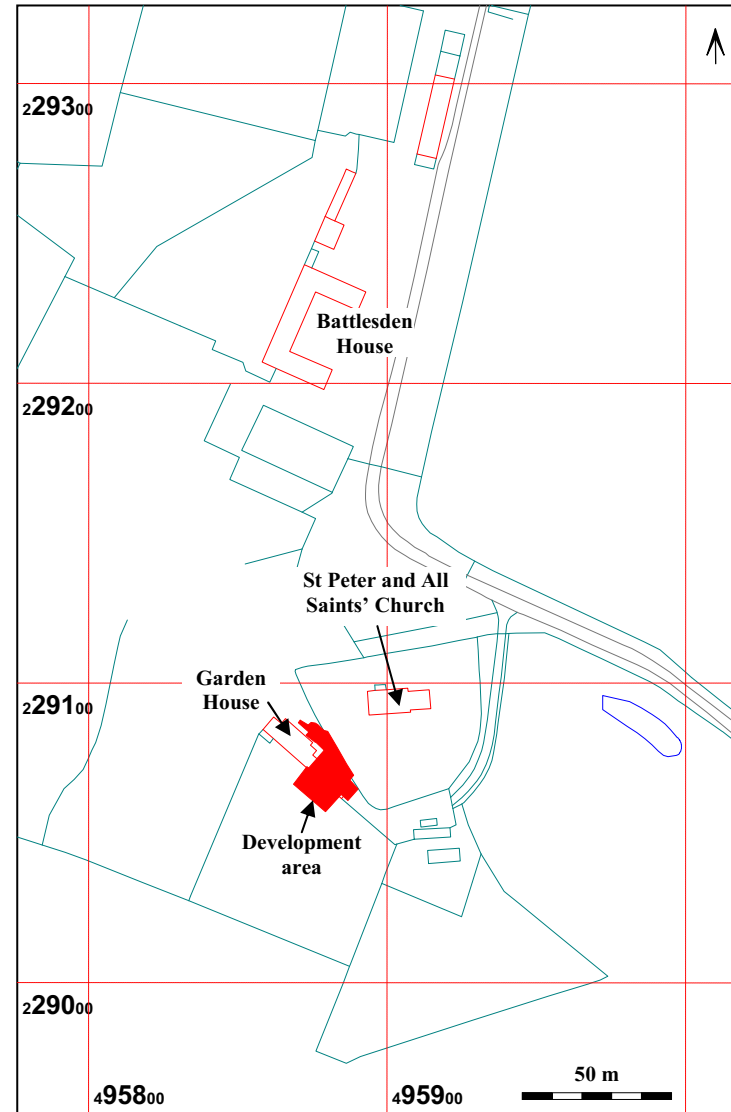 229300
Battlesden
House
229200
St Peter and All
Saints' Church
Garden
House
229100
Development
area
229000
495800
495900
50 m